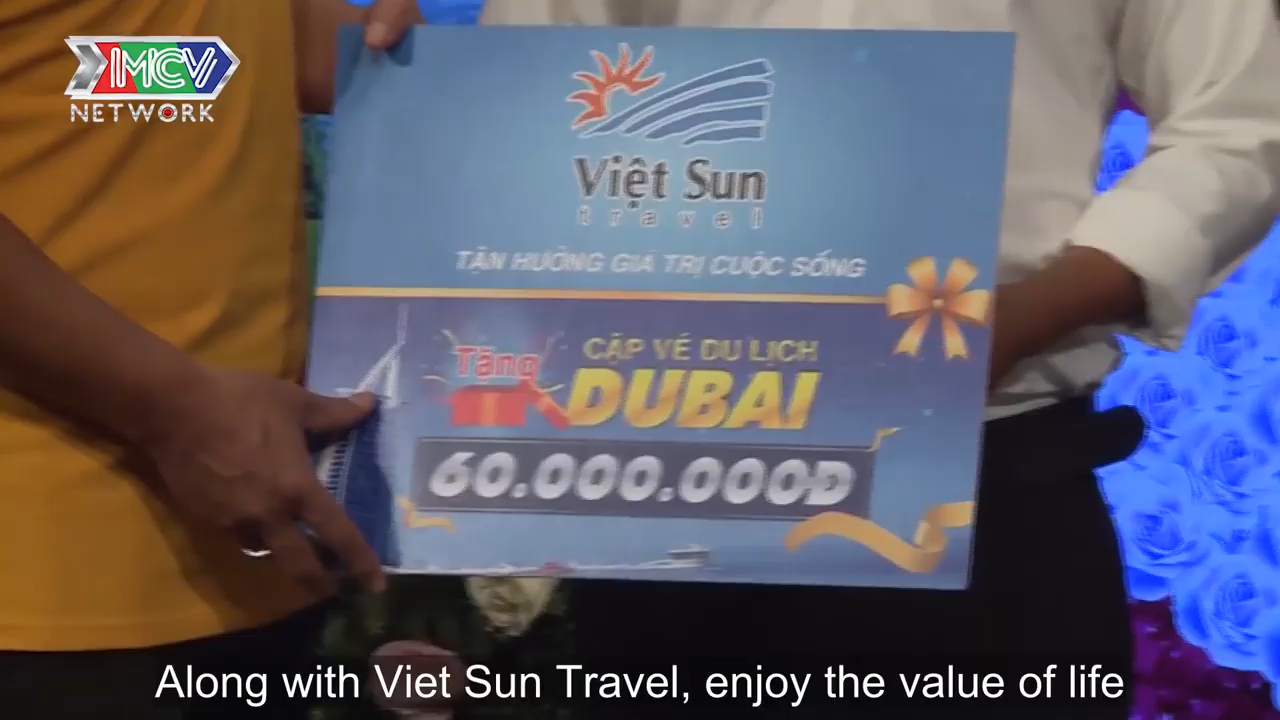 MCV
NETWORK
Việt Sun
travel
TẬN HƯỞNG GIÁ TRỊ CUỘC SỐNG
Tặng
CẶP VÉ DU LỊCH
DUBAI
60.000.000Đ
Along with Viet Sun Travel, enjoy the value of life